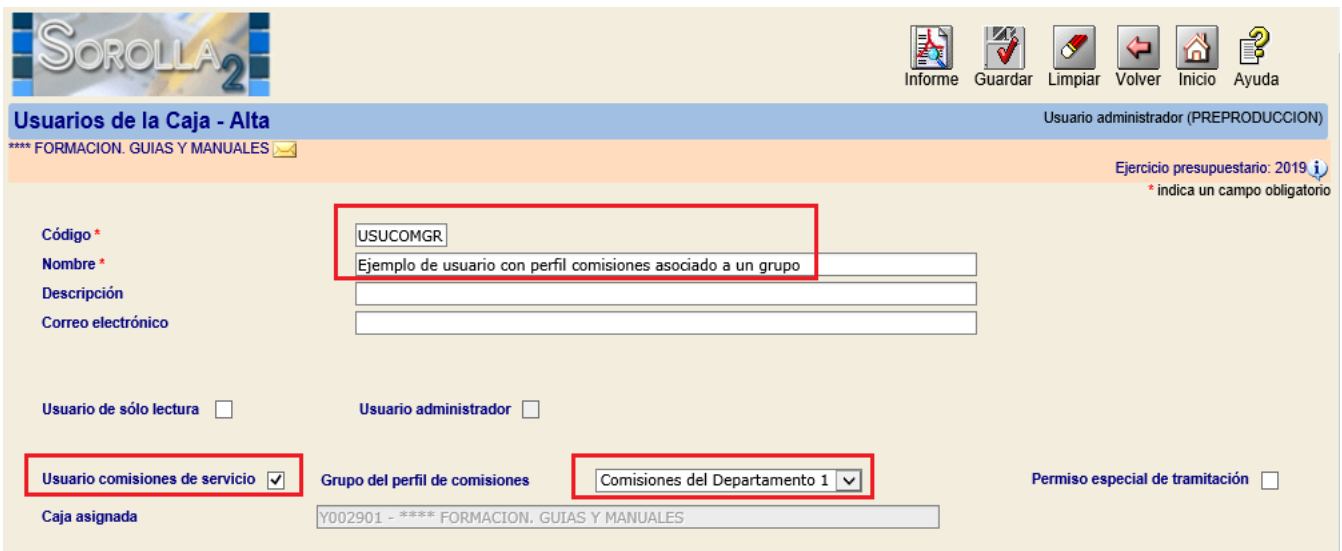 SOROLLA2
Informe Guardar Limpiar Volver Inicio Ayuda
Usuarios de la Caja - Alta
Usuario administrador (PREPRODUCCION)
**** FORMACION. GUIAS Y MANUALES
Ejercicio presupuestario: 2019
* indica un campo obligatorio
Código * USUCOMGR
Nombre * Ejemplo de usuario con perfil comisiones asociado a un grupo
Descripción
Correo electrónico
Usuario de sólo lectura Usuario administrador
Usuario comisiones de servicio Grupo del perfil de comisiones Comisiones del Departamento 1 Permiso especial de tramitación
Caja asignada Y002901 - **** FORMACION. GUIAS Y MANUALES